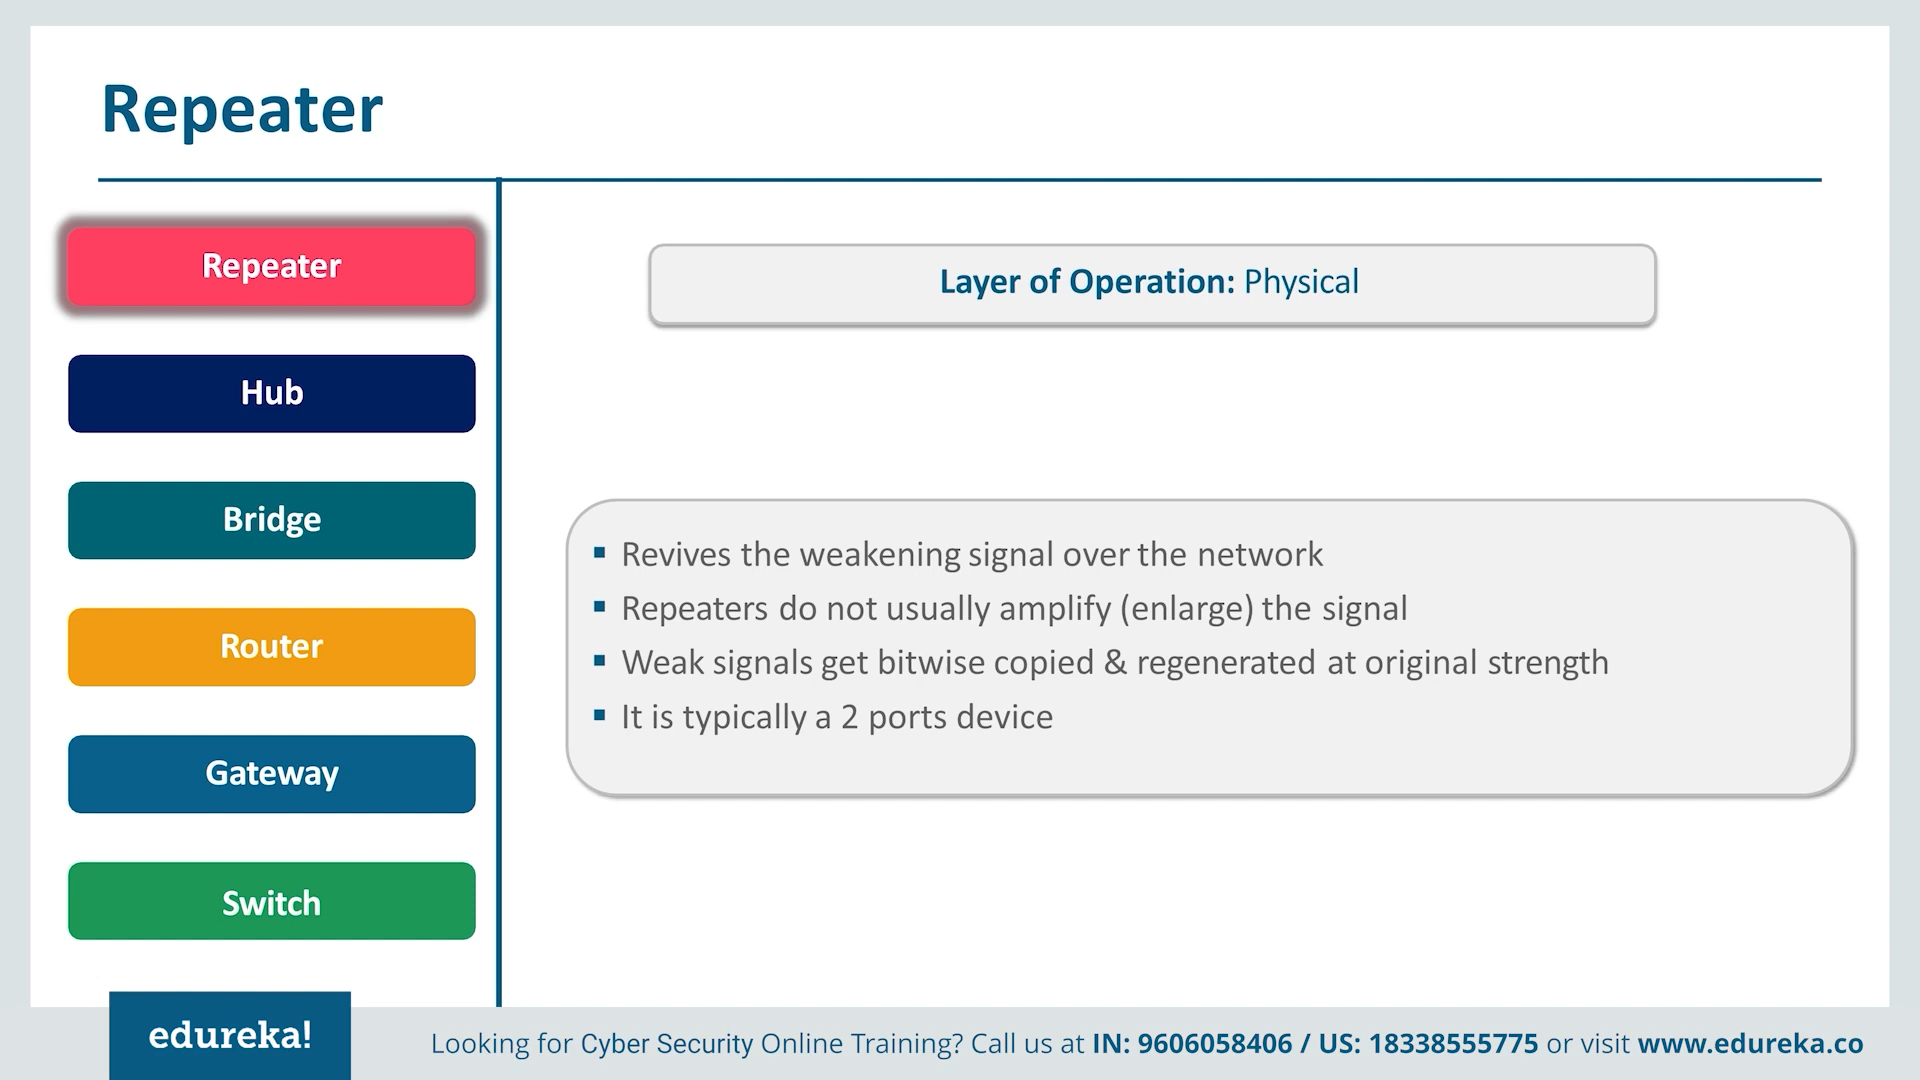 Repeater
Repeater
Hub
Bridge
Router
Gateway
Switch
Layer of Operation: Physical
▪ Revives the weakening signal over the network
▪ Repeaters do not usually amplify (enlarge) the signal
▪ Weak signals get bitwise copied & regenerated at original strength
▪ It is typically a 2 ports device
edureka!
Looking for Cyber Security Online Training? Call us at IN: 9606058406 / US: 18338555775 or visit www.edureka.co